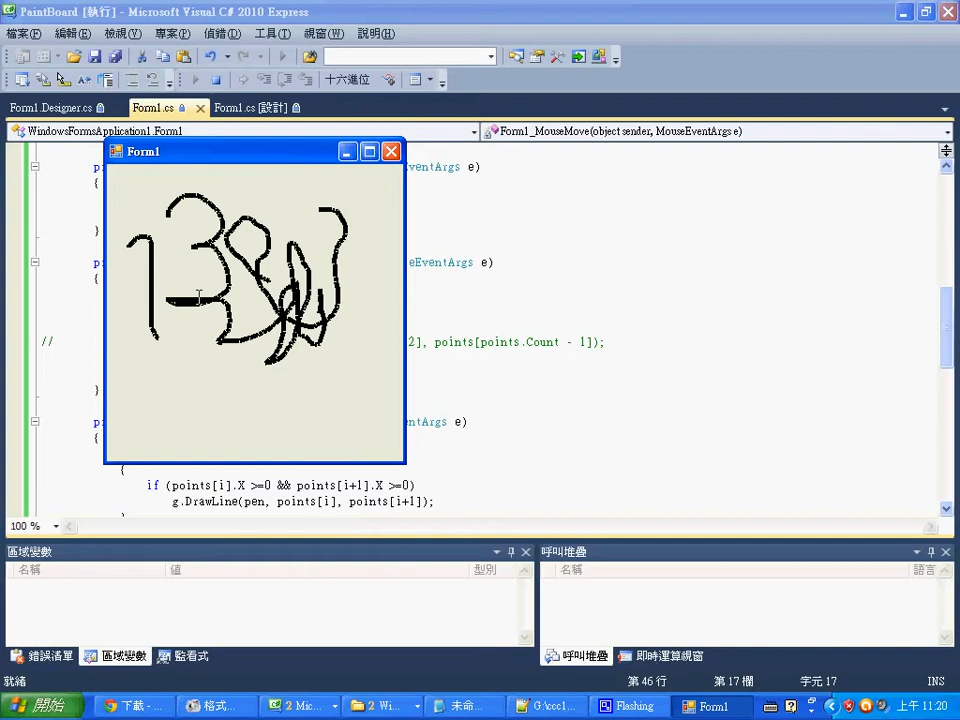 PaintBoard [執行] - Microsoft Visual C# 2010 Express
檔案(F) 編輯(E) 檢視(V) 專案(P) 偵錯(D) 工具(T) 視窗(W) 說明(H)
十六進位
Form1.Designer.cs Form1.cs Form1.cs [設計]
WindowsFormsApplication1.Form1 Form1_MouseMove(object sender, MouseEventArgs e)
Form1
p EventArgs e)
{
}
p eEventArgs e)
{
// 2], points[points.Count - 1]);
}
p entArgs e)
{
{
if (points[i].X >=0 && points[i+1].X >=0)
g.DrawLine(pen, points[i], points[i+1]);
100 %
區域變數 呼叫堆疊
名稱 值 型別 名稱 語言
錯誤清單 區域變數 監看式 呼叫堆疊 即時運算視窗
就緒 第 46 行 第 17 欄 字元 17 INS
開始 下載 - ... 格式... 2 Mic... 2 Wi... 未命... G:\ccc1... Flashing Form1 上午 11:20